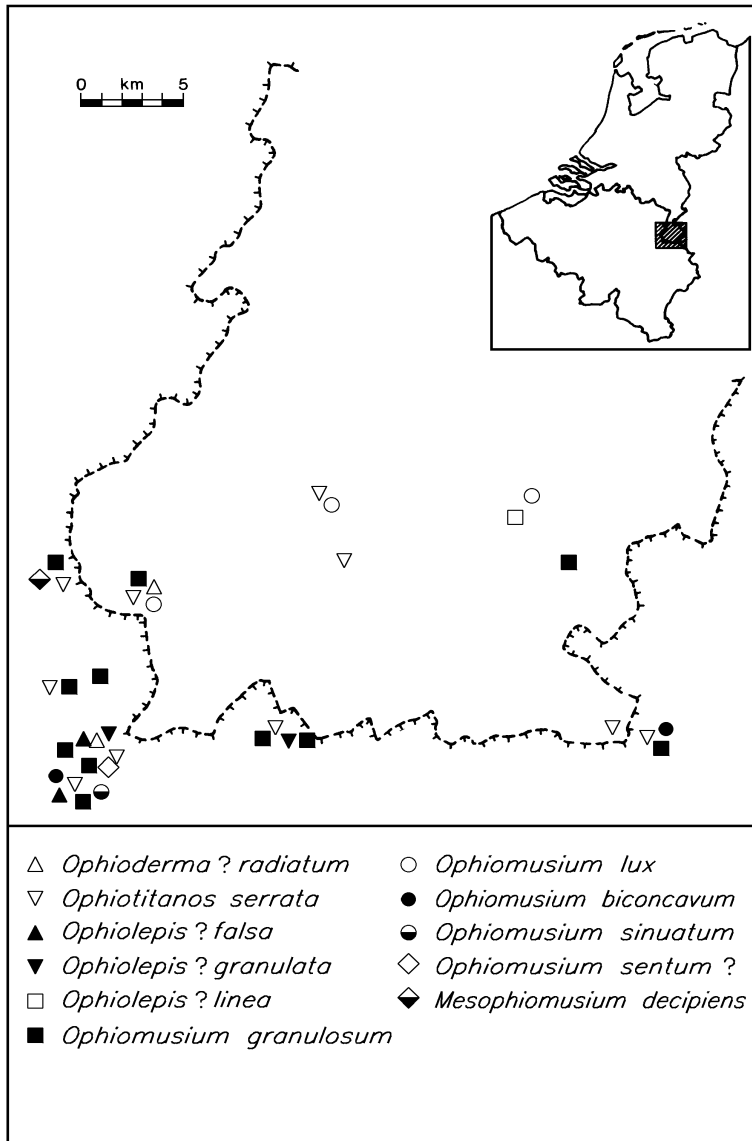 0 km 5
Ophioderma ? radiatum
Ophiotitanos serrata
Ophiolepis ? falsa
Ophiolepis ? granulata
Ophiolepis ? linea
Ophiomusium granulosum
Ophiomusium lux
Ophiomusium biconcavum
Ophiomusium sinuatum
Ophiomusium sentum ?
Mesophiomusium decipiens